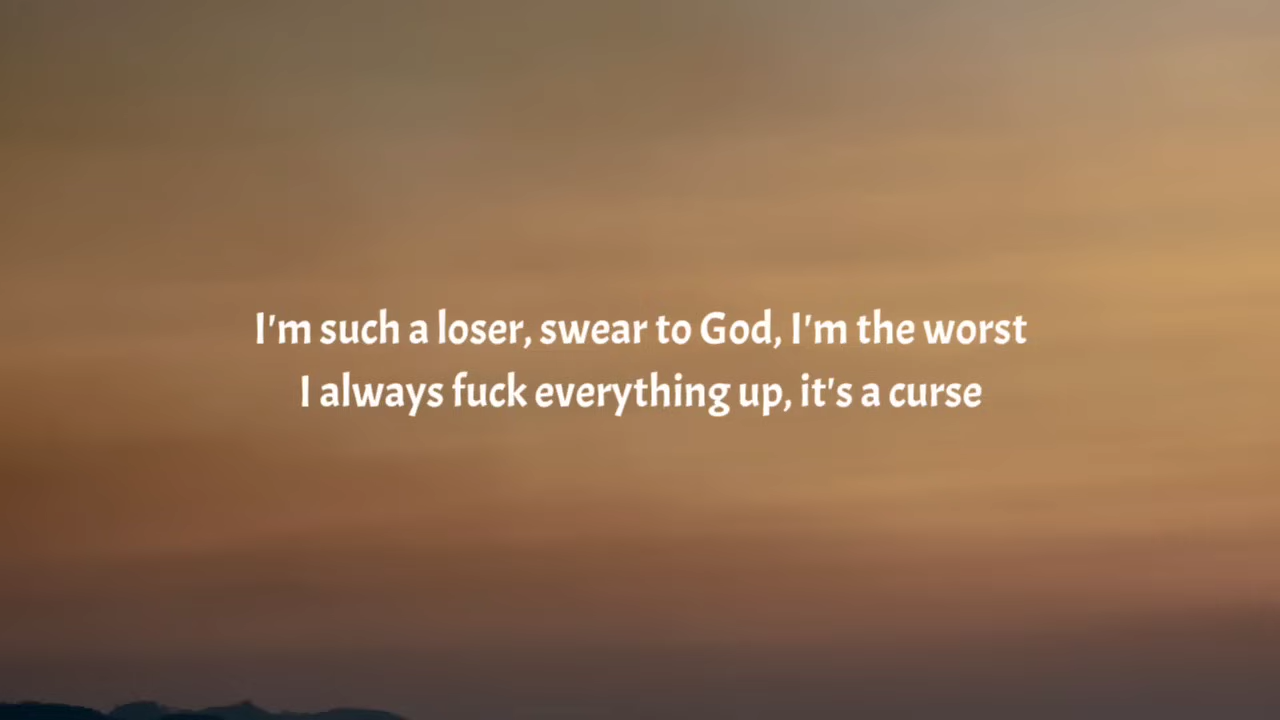 I'm such a loser, swear to God, I'm the worst
I always fuck everything up, it's a curse